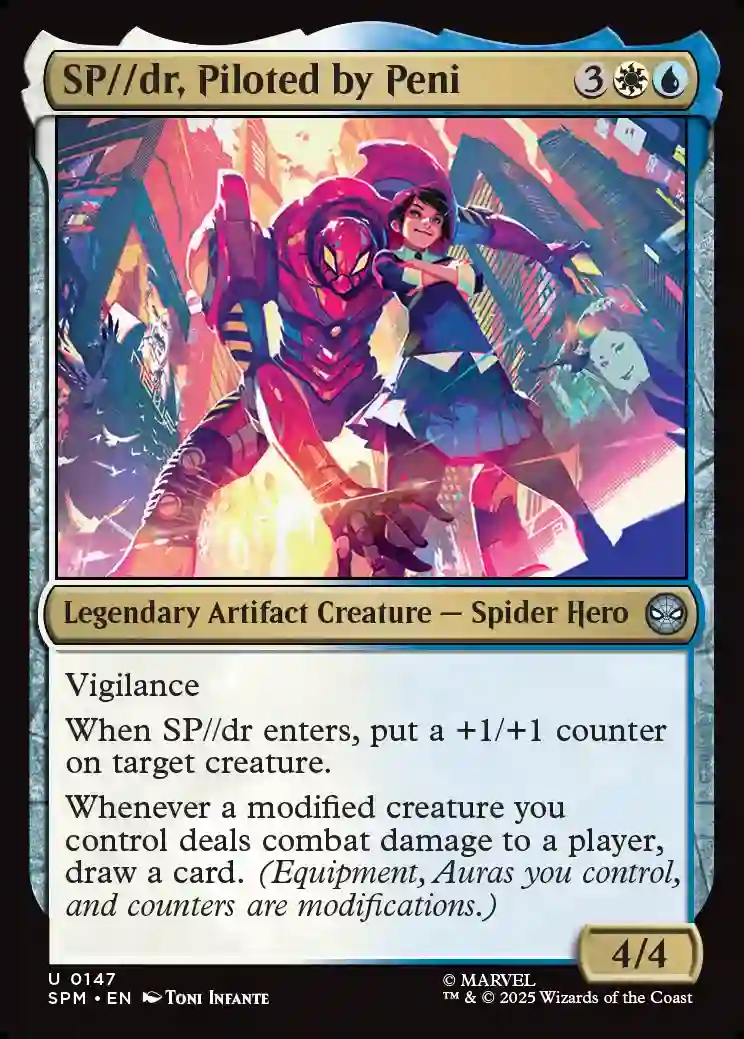 SP//dr, Piloted by Peni 3
Legendary Artifact Creature — Spider Hero
Vigilance
When SP//dr enters, put a +1/+1 counter
on target creature.
Whenever a modified creature you
control deals combat damage to a player,
draw a card. (Equipment, Auras you control,
and counters are modifications.)
4/4
U 0147
SPM • EN Toni Infante
© MARVEL
™ & © 2025 Wizards of the Coast